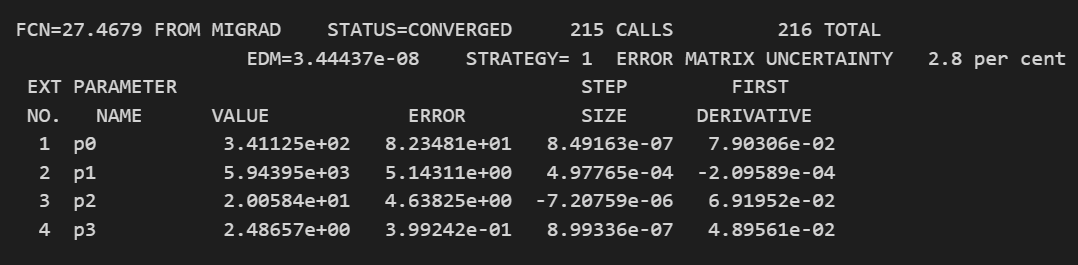 FCN=27.4679 FROM MIGRAD    STATUS=CONVERGED     215 CALLS         216 TOTAL
                    EDM=3.44437e-08    STRATEGY= 1  ERROR MATRIX UNCERTAINTY   2.8 per cent
 EXT PARAMETER                                   STEP         FIRST
 NO.   NAME      VALUE            ERROR          SIZE      DERIVATIVE
  1  p0           3.41125e+02   8.23481e+01   8.49163e-07   7.90306e-02
  2  p1           5.94395e+03   5.14311e+00   4.97765e-04  -2.09589e-04
  3  p2           2.00584e+01   4.63825e+00  -7.20759e-06   6.91952e-02
  4  p3           2.48657e+00   3.99242e-01   8.99336e-07   4.89561e-02